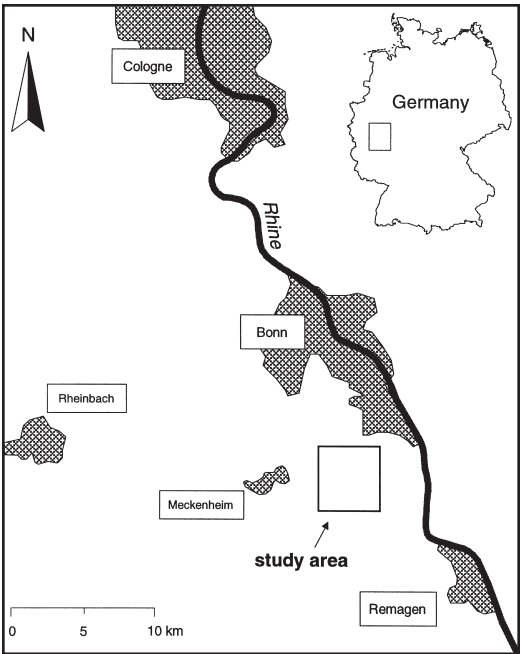 N
Cologne
Germany
Rhine
Bonn
Rheinbach
Meckenheim
study area
Remagen
0 5 10 km